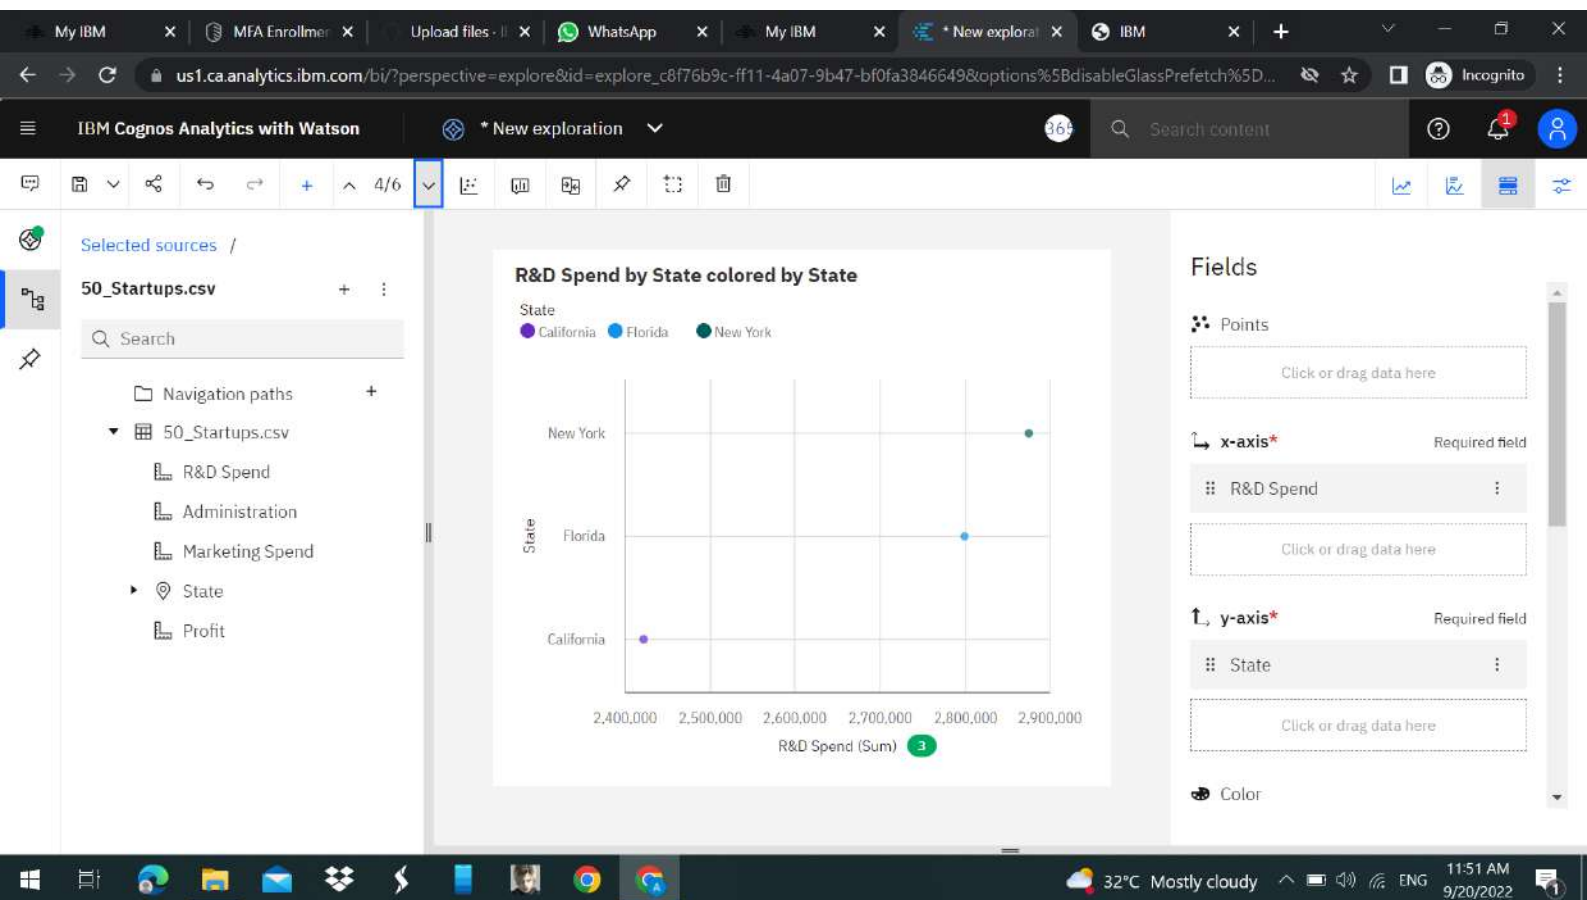 My IBM
MFA Enrollmer
Upload files - I
WhatsApp
My IBM
* New explorat
IBM
us1.ca.analytics.ibm.com/bi/?perspective=explore&id=explore_c8f76b9c-ff11-4a07-9b47-bf0fa3846649&options%5BdisableGlassPrefetch%5D...
Incognito
IBM Cognos Analytics with Watson
* New exploration
365
Search content
1
4/6
Selected sources /
50_Startups.csv
Search
Navigation paths
50_Startups.csv
R&D Spend
Administration
Marketing Spend
State
Profit
R&D Spend by State colored by State
State
California
Florida
New York
New York
Florida
California
State
2,400,000 2,500,000 2,600,000 2,700,000 2,800,000 2,900,000
R&D Spend (Sum) 3
Fields
Points
Click or drag data here
x-axis* Required field
R&D Spend
Click or drag data here
y-axis* Required field
State
Click or drag data here
Color
32°C Mostly cloudy
ENG
11:51 AM
9/20/2022
1